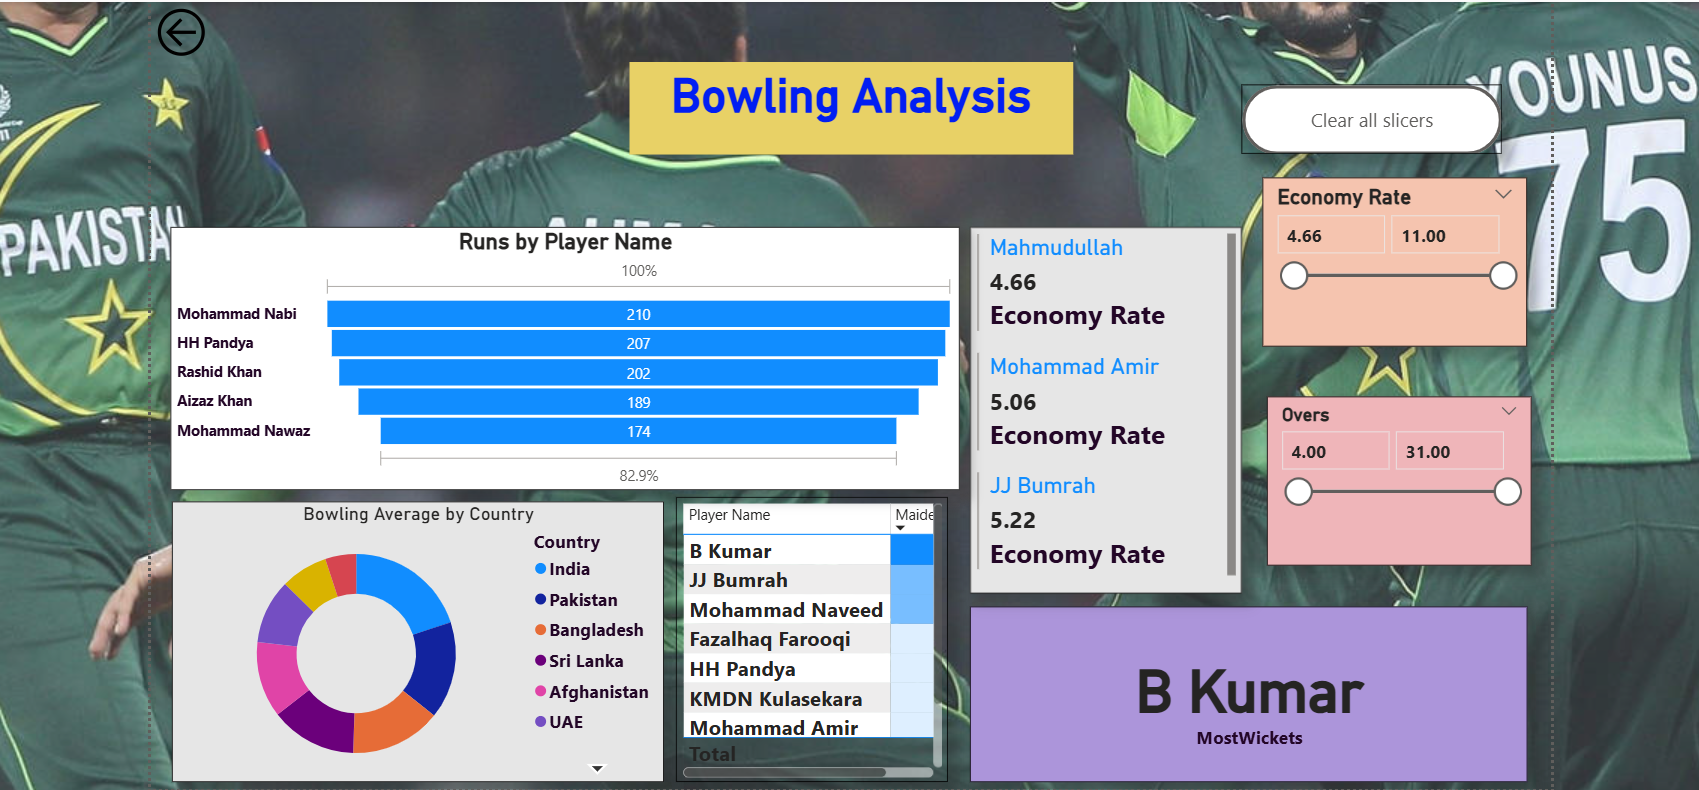 Bowling Analysis
YOUNUS
75
Clear all slicers
PAKISTA
11
Economy Rate
4.66
11.00
Runs by Player Name
100%
Mohammad Nabi
210
HH Pandya
207
Rashid Khan
202
Aizaz Khan
189
Mohammad Nawaz
174
82.9%
Mahmudullah
4.66
Economy Rate
Mohammad Amir
5.06
Economy Rate
JJ Bumrah
5.22
Economy Rate
Overs
4.00
31.00
Bowling Average by Country
Country
India
Pakistan
Bangladesh
Sri Lanka
Afghanistan
UAE
Player Name
Maide
B Kumar
JJ Bumrah
Mohammad Naveed
Fazalhaq Farooqi
HH Pandya
KMDN Kulasekara
Mohammad Amir
Total
B Kumar
MostWickets